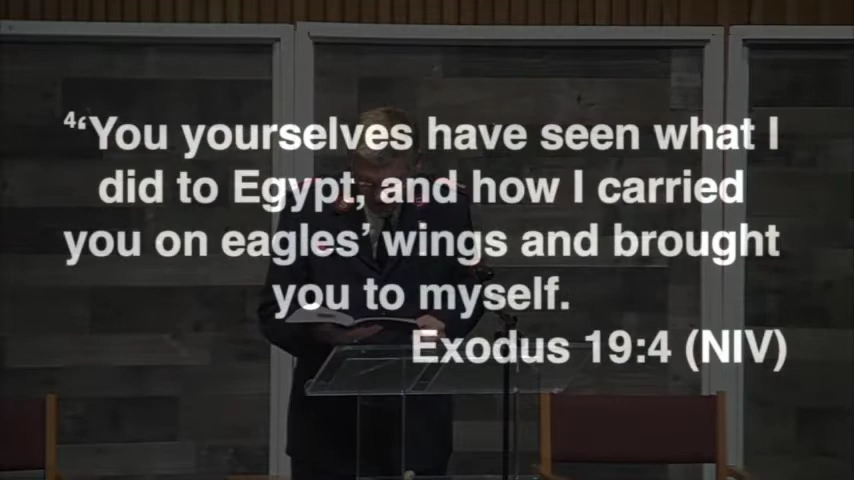 ⁴‘You yourselves have seen what I
did to Egypt, and how I carried
you on eagles’ wings and brought
you to myself.
Exodus 19:4 (NIV)